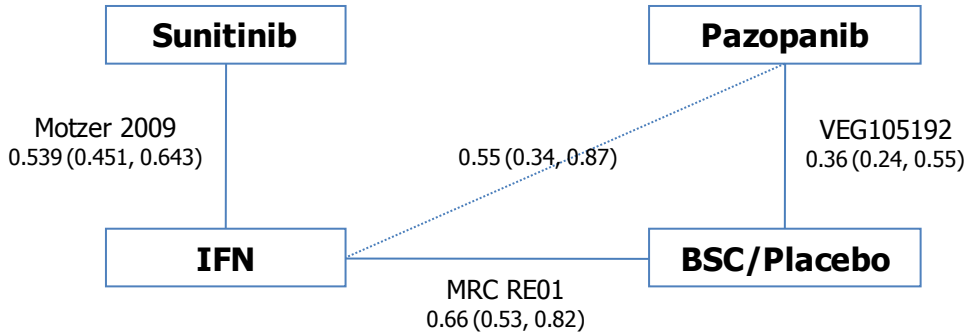 Sunitinib
Pazopanib
Motzer 2009
0.539 (0.451, 0.643)
0.55 (0.34, 0.87)
VEG105192
0.36 (0.24, 0.55)
IFN
BSC/Placebo
MRC RE01
0.66 (0.53, 0.82)